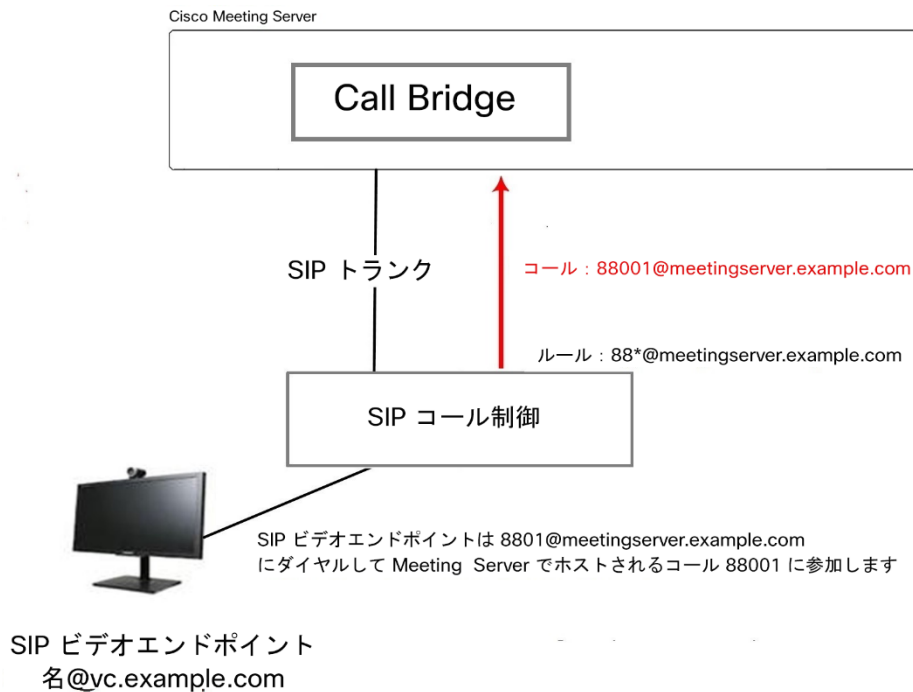 Cisco Meeting Server
Call Bridge
SIP トランク
コール：88001@meetingserver.example.com
ルール：88*@meetingserver.example.com
SIP コール制御
SIP ビデオエンドポイントは 8801@meetingserver.example.com
にダイヤルして Meeting Server でホストされるコール 88001 に参加します
SIP ビデオエンドポイント
名@vc.example.com